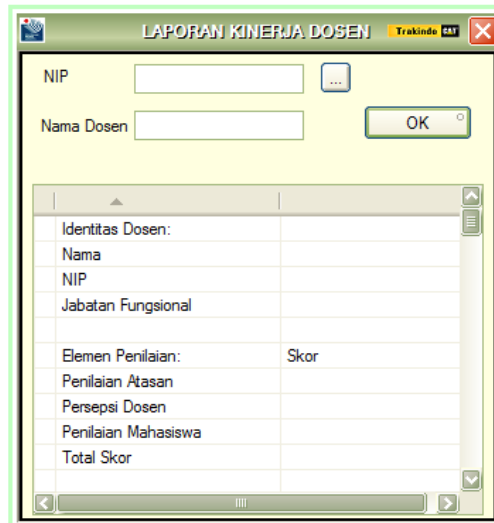 LAPORAN KINERJA DOSEN Trakindo CAT
NIP
...
Nama Dosen
OK
Identitas Dosen:
Nama
NIP
Jabatan Fungsional
Elemen Penilaian: Skor
Penilaian Atasan
Persepsi Dosen
Penilaian Mahasiswa
Total Skor